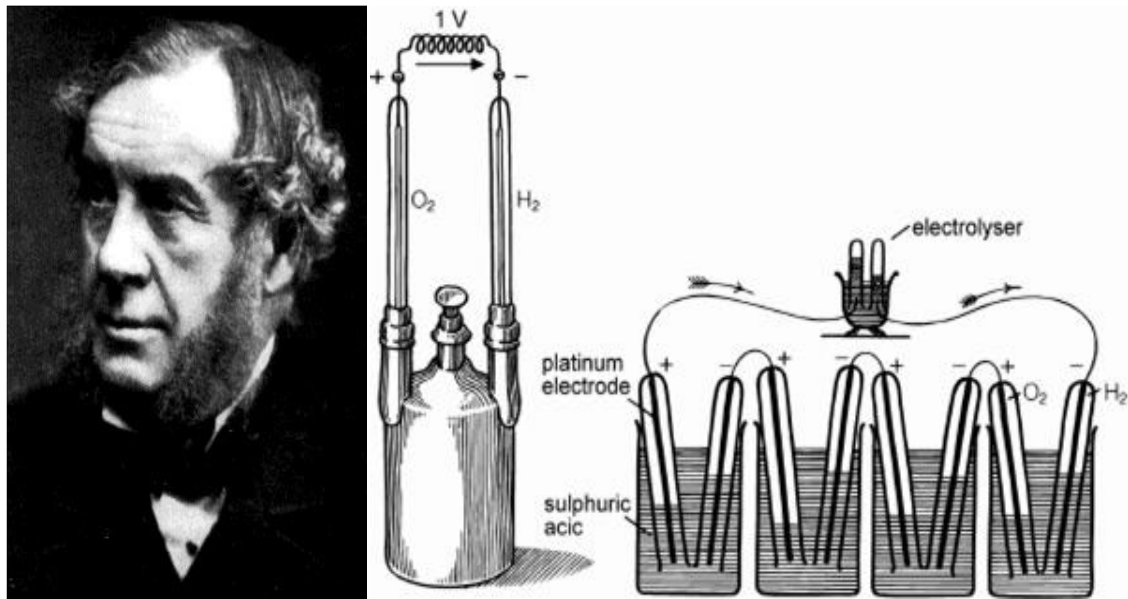 1 V
+ −
O₂ H₂
electrolyser
platinum
electrode
+ − + − + − + −
O₂ H₂
sulphuric
acic